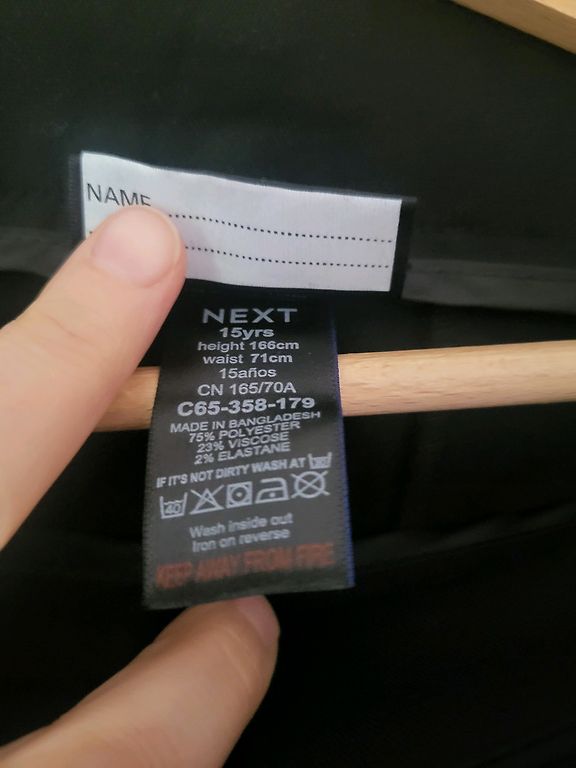 NAME
NEXT
15yrs
height 166cm
waist 71cm
15años
CN 165/70A
C65-358-179
MADE IN BANGLADESH
75% POLYESTER
23% VISCOSE
2% ELASTANE
IF IT'S NOT DIRTY WASH AT
40
Wash inside out
Iron on reverse
KEEP AWAY FROM FIRE